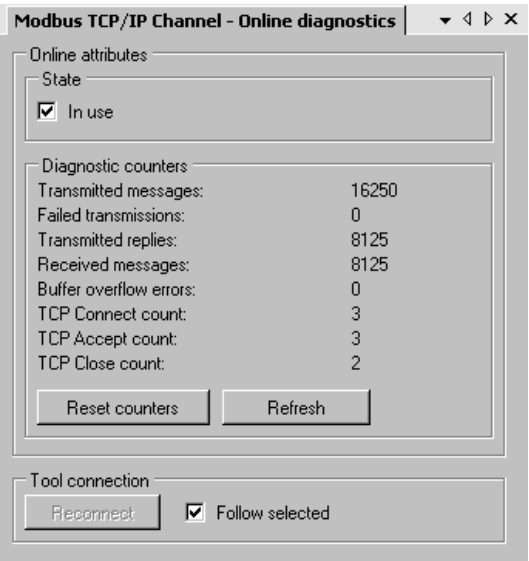 Modbus TCP/IP Channel - Online diagnostics
Online attributes
State
In use
Diagnostic counters
Transmitted messages: 16250
Failed transmissions: 0
Transmitted replies: 8125
Received messages: 8125
Buffer overflow errors: 0
TCP Connect count: 3
TCP Accept count: 3
TCP Close count: 2
Reset counters Refresh
Tool connection
Reconnect Follow selected